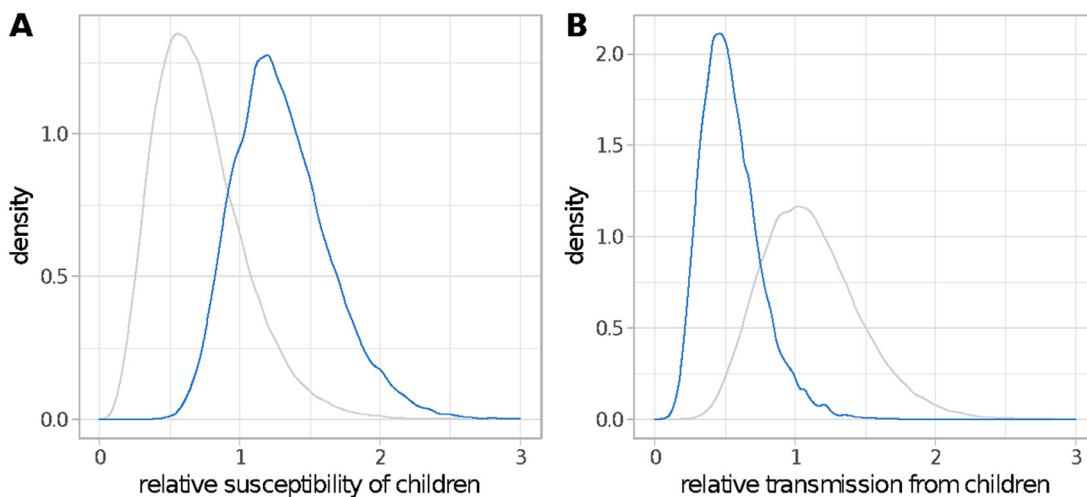 A
density
1.0
0.5
0.0
0 1 2 3
relative susceptibility of children
B
density
2.0
1.5
1.0
0.5
0.0
0 1 2 3
relative transmission from children